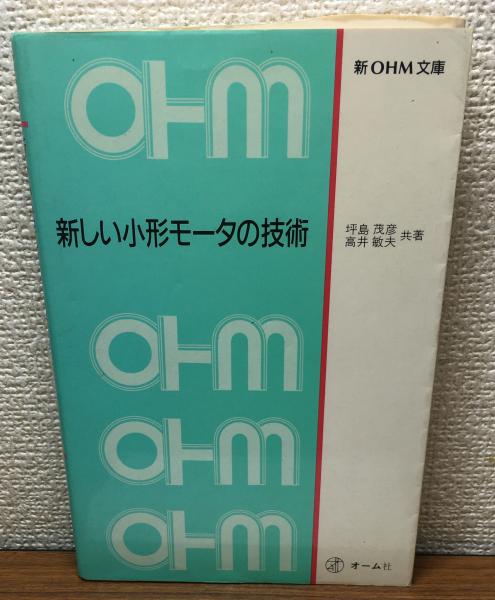 OHM
新OHM文庫
新しい小形モータの技術
坪島 茂彦
高井 敏夫 共著
OHM
OHM
OHM
オーム社